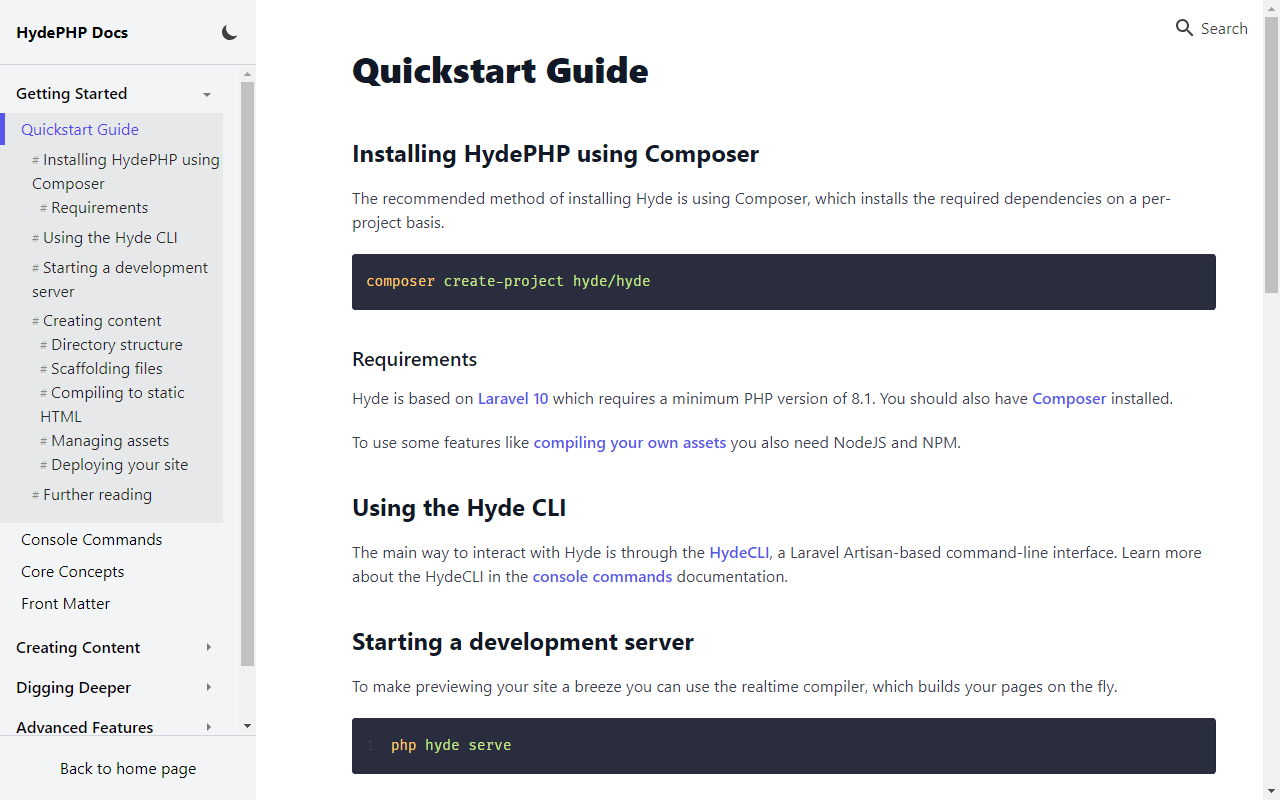 HydePHP Docs
Getting Started
Quickstart Guide
# Installing HydePHP using
Composer
# Requirements
# Using the Hyde CLI
# Starting a development
server
# Creating content
# Directory structure
# Scaffolding files
# Compiling to static
HTML
# Managing assets
# Deploying your site
# Further reading
Console Commands
Core Concepts
Front Matter
Creating Content
Digging Deeper
Advanced Features
Back to home page
Search
Quickstart Guide
Installing HydePHP using Composer
The recommended method of installing Hyde is using Composer, which installs the required dependencies on a per-
project basis.
composer create-project hyde/hyde
Requirements
Hyde is based on Laravel 10 which requires a minimum PHP version of 8.1. You should also have Composer installed.
To use some features like compiling your own assets you also need NodeJS and NPM.
Using the Hyde CLI
The main way to interact with Hyde is through the HydeCLI, a Laravel Artisan-based command-line interface. Learn more
about the HydeCLI in the console commands documentation.
Starting a development server
To make previewing your site a breeze you can use the realtime compiler, which builds your pages on the fly.
1 php hyde serve